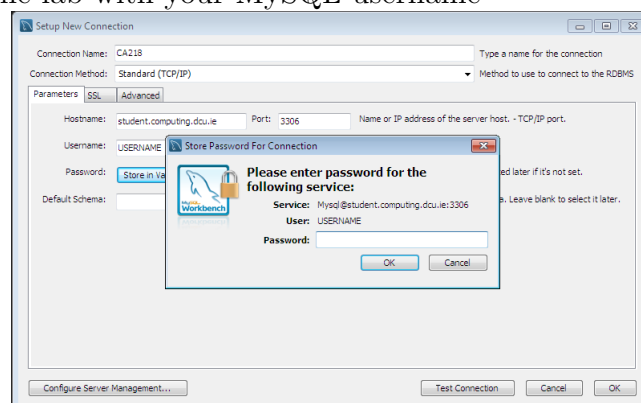 ne lab with your MySQL username
Setup New Connection
Connection Name: CA218 Type a name for the connection
Connection Method: Standard (TCP/IP) Method to use to connect to the RDBMS
Parameters SSL Advanced
Hostname: student.computing.dcu.ie Port: 3306 Name or IP address of the server host. - TCP/IP port.
Username: USERNAME
Store Password For Connection
Password: Store in Va
ed later if it's not set.
Please enter password for the
following service:
Default Schema:
a. Leave blank to select it later.
MySQL
Workbench
Service: Mysql@student.computing.dcu.ie:3306
User: USERNAME
Password:
OK Cancel
Configure Server Management... Test Connection Cancel OK